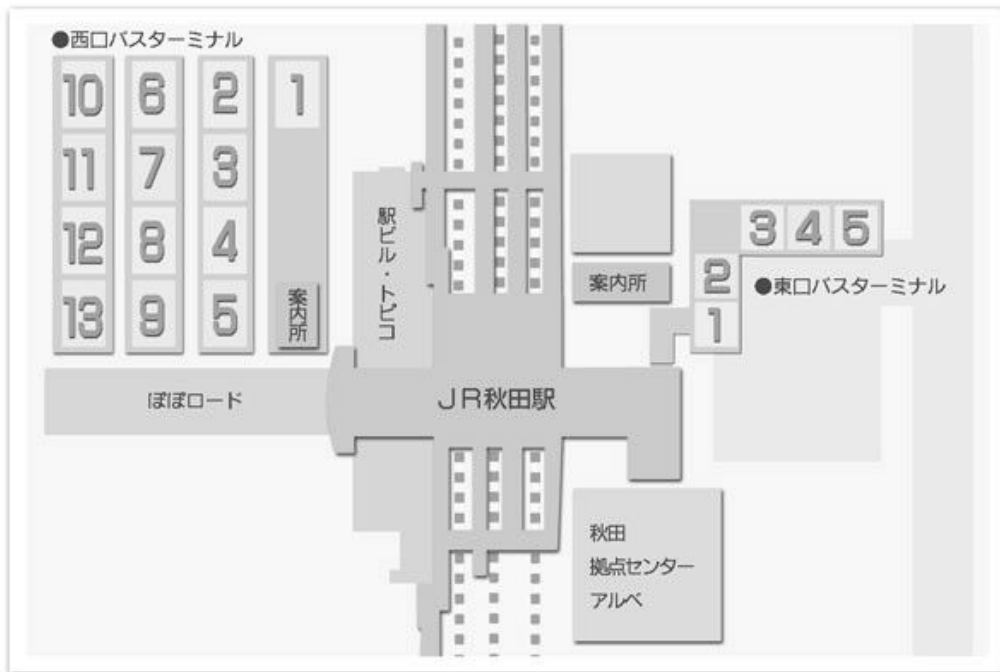 ●西口バスターミナル
10 6 2 1
11 7 3
12 8 4
13 9 5
案内所
駅ビル・トピコ
ぽぽロード
JR秋田駅
案内所
3 4 5
2
1
●東口バスターミナル
秋田
拠点センター
アルベ